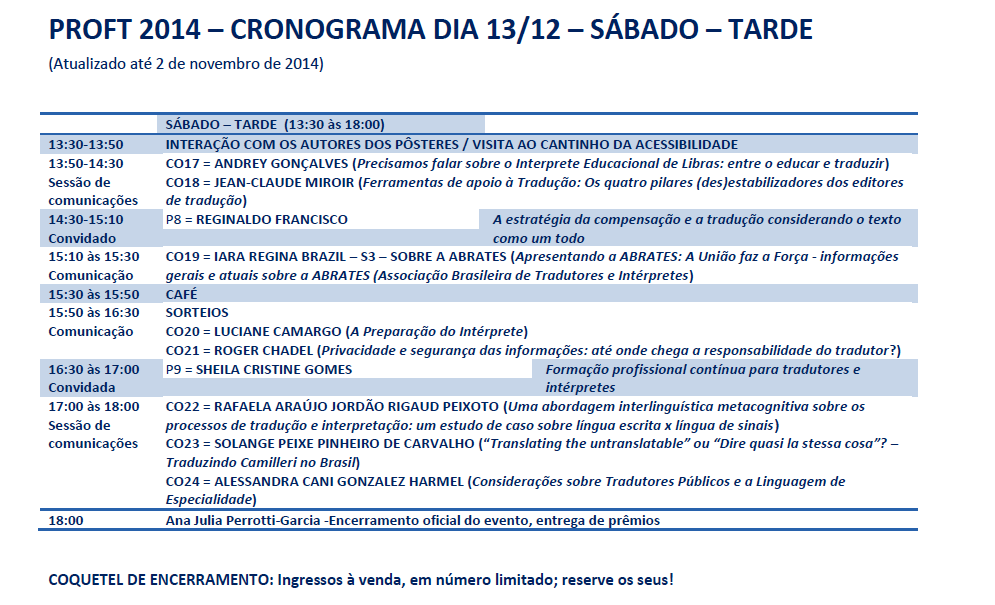 PROFT 2014 – CRONOGRAMA DIA 13/12 – SÁBADO – TARDE
(Atualizado até 2 de novembro de 2014)
SÁBADO – TARDE (13:30 às 18:00)
13:30-13:50 INTERAÇÃO COM OS AUTORES DOS PÔSTERES / VISITA AO CANTINHO DA ACESSIBILIDADE
13:50-14:30 CO17 = ANDREY GONÇALVES (Precisamos falar sobre o Interprete Educacional de Libras: entre o educar e traduzir)
Sessão de CO18 = JEAN-CLAUDE MIROIR (Ferramentas de apoio à Tradução: Os quatro pilares (des)estabilizadores dos editores
comunicações de tradução)
14:30-15:10 P8 = REGINALDO FRANCISCO A estratégia da compensação e a tradução considerando o texto
Convidado como um todo
15:10 às 15:30 CO19 = IARA REGINA BRAZIL – S3 – SOBRE A ABRATES (Apresentando a ABRATES: A União faz a Força - informações
Comunicação gerais e atuais sobre a ABRATES (Associação Brasileira de Tradutores e Intérpretes)
15:30 às 15:50 CAFÉ
15:50 às 16:30 SORTEIOS
Comunicação CO20 = LUCIANE CAMARGO (A Preparação do Intérprete)
CO21 = ROGER CHADEL (Privacidade e segurança das informações: até onde chega a responsabilidade do tradutor?)
16:30 às 17:00 P9 = SHEILA CRISTINE GOMES Formação profissional contínua para tradutores e
Convidada intérpretes
17:00 às 18:00 CO22 = RAFAELA ARAÚJO JORDÃO RIGAUD PEIXOTO (Uma abordagem interlinguística metacognitiva sobre os
Sessão de processos de tradução e interpretação: um estudo de caso sobre língua escrita x língua de sinais)
comunicações CO23 = SOLANGE PEIXE PINHEIRO DE CARVALHO (“Translating the untranslatable” ou “Dire quasi la stessa cosa”? –
Traduzindo Camilleri no Brasil)
CO24 = ALESSANDRA CANI GONZALEZ HARMEL (Considerações sobre Tradutores Públicos e a Linguagem de
Especialidade)
18:00 Ana Julia Perrotti-Garcia -Encerramento oficial do evento, entrega de prêmios
COQUETEL DE ENCERRAMENTO: Ingressos à venda, em número limitado; reserve os seus!